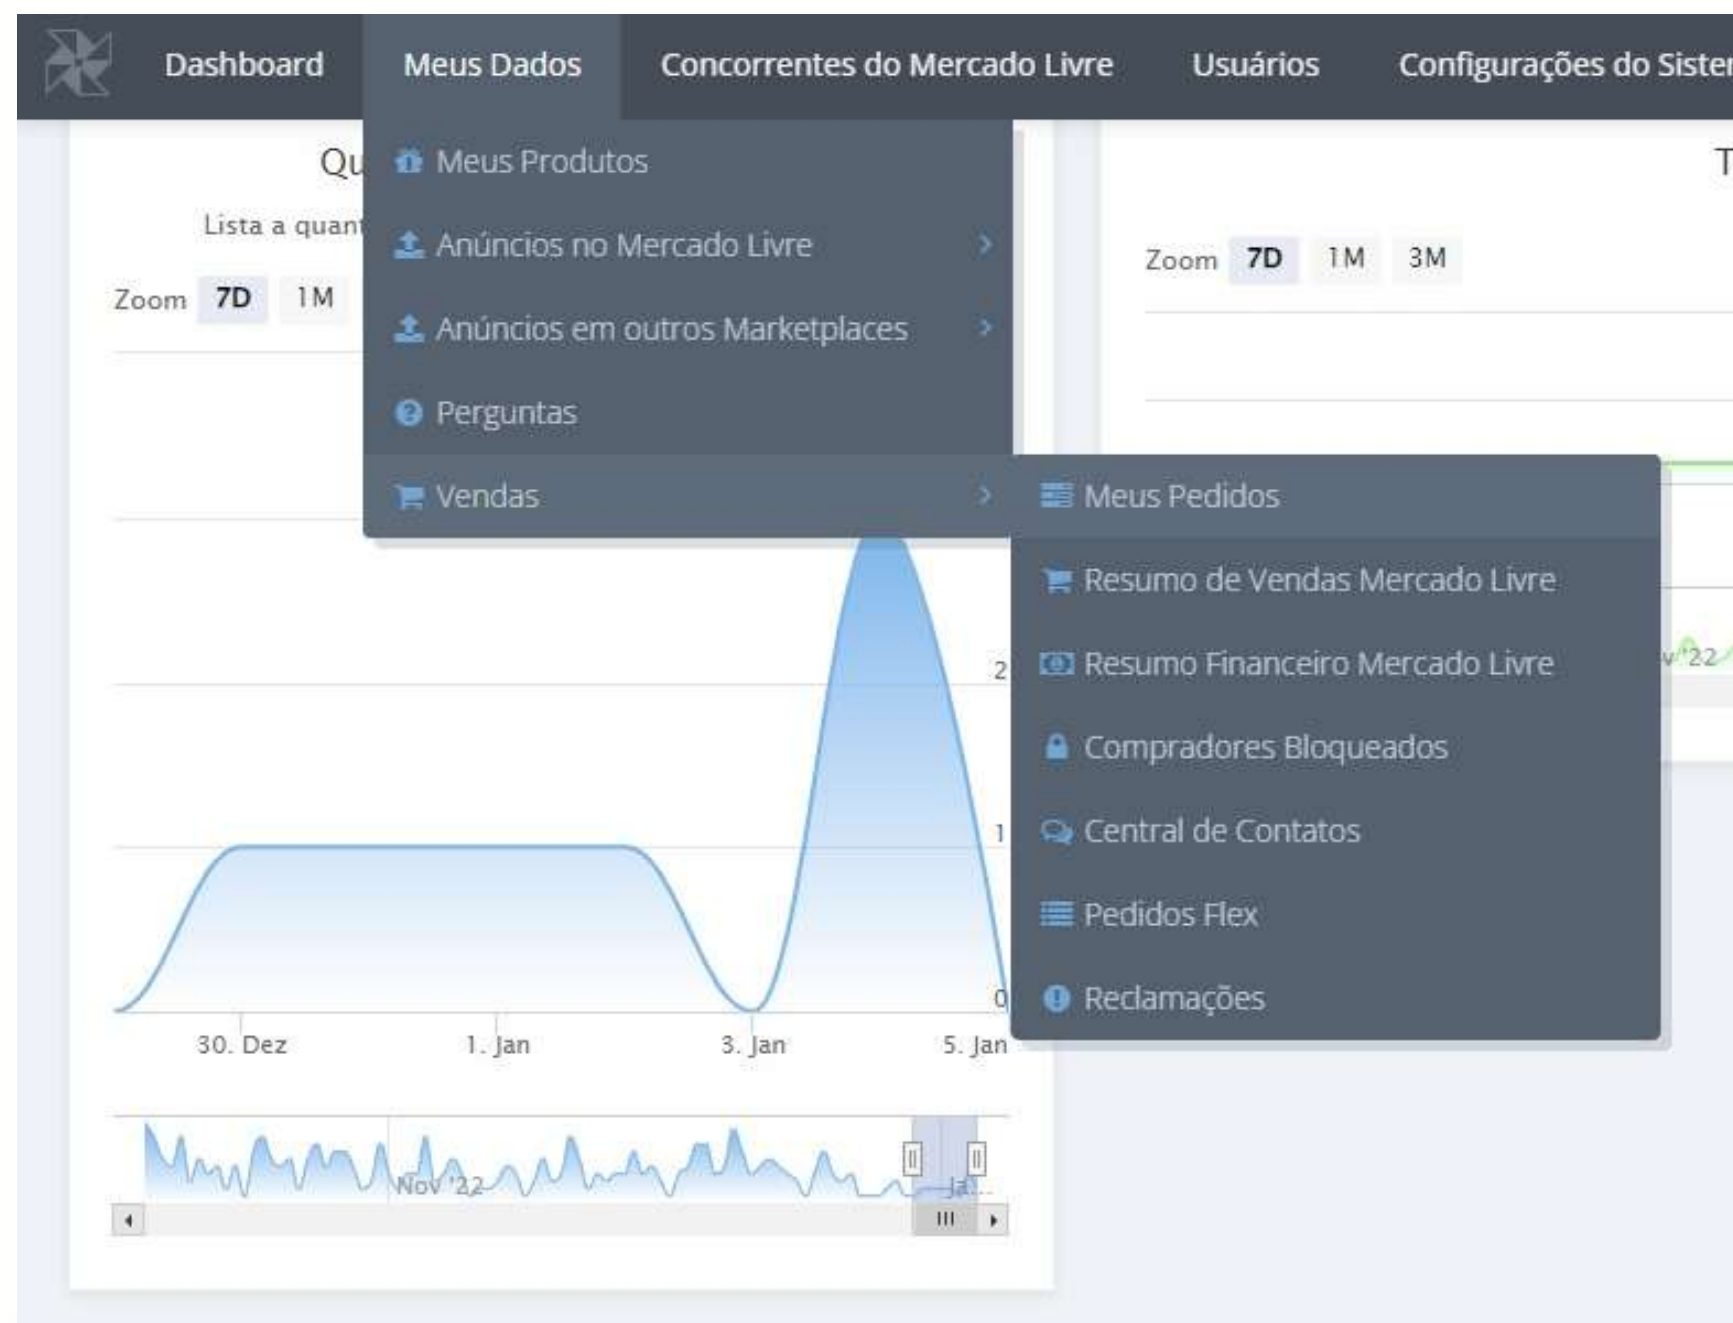 Dashboard Meus Dados Concorrentes do Mercado Livre Usuários Configurações do
Meus Produtos
Anúncios no Mercado Livre
Anúncios em outros Marketplaces
Perguntas
Vendas
Meus Pedidos
Resumo de Vendas Mercado Livre
Resumo Financeiro Mercado Livre
Compradores Bloqueados
Central de Contatos
Pedidos Flex
Reclamações
Lista a
Zoom 7D 1M
2
1
0
30. Dez 1. Jan 3. Jan 5. Jan
Nov '22
Zoom 7D 1M 3M
'22